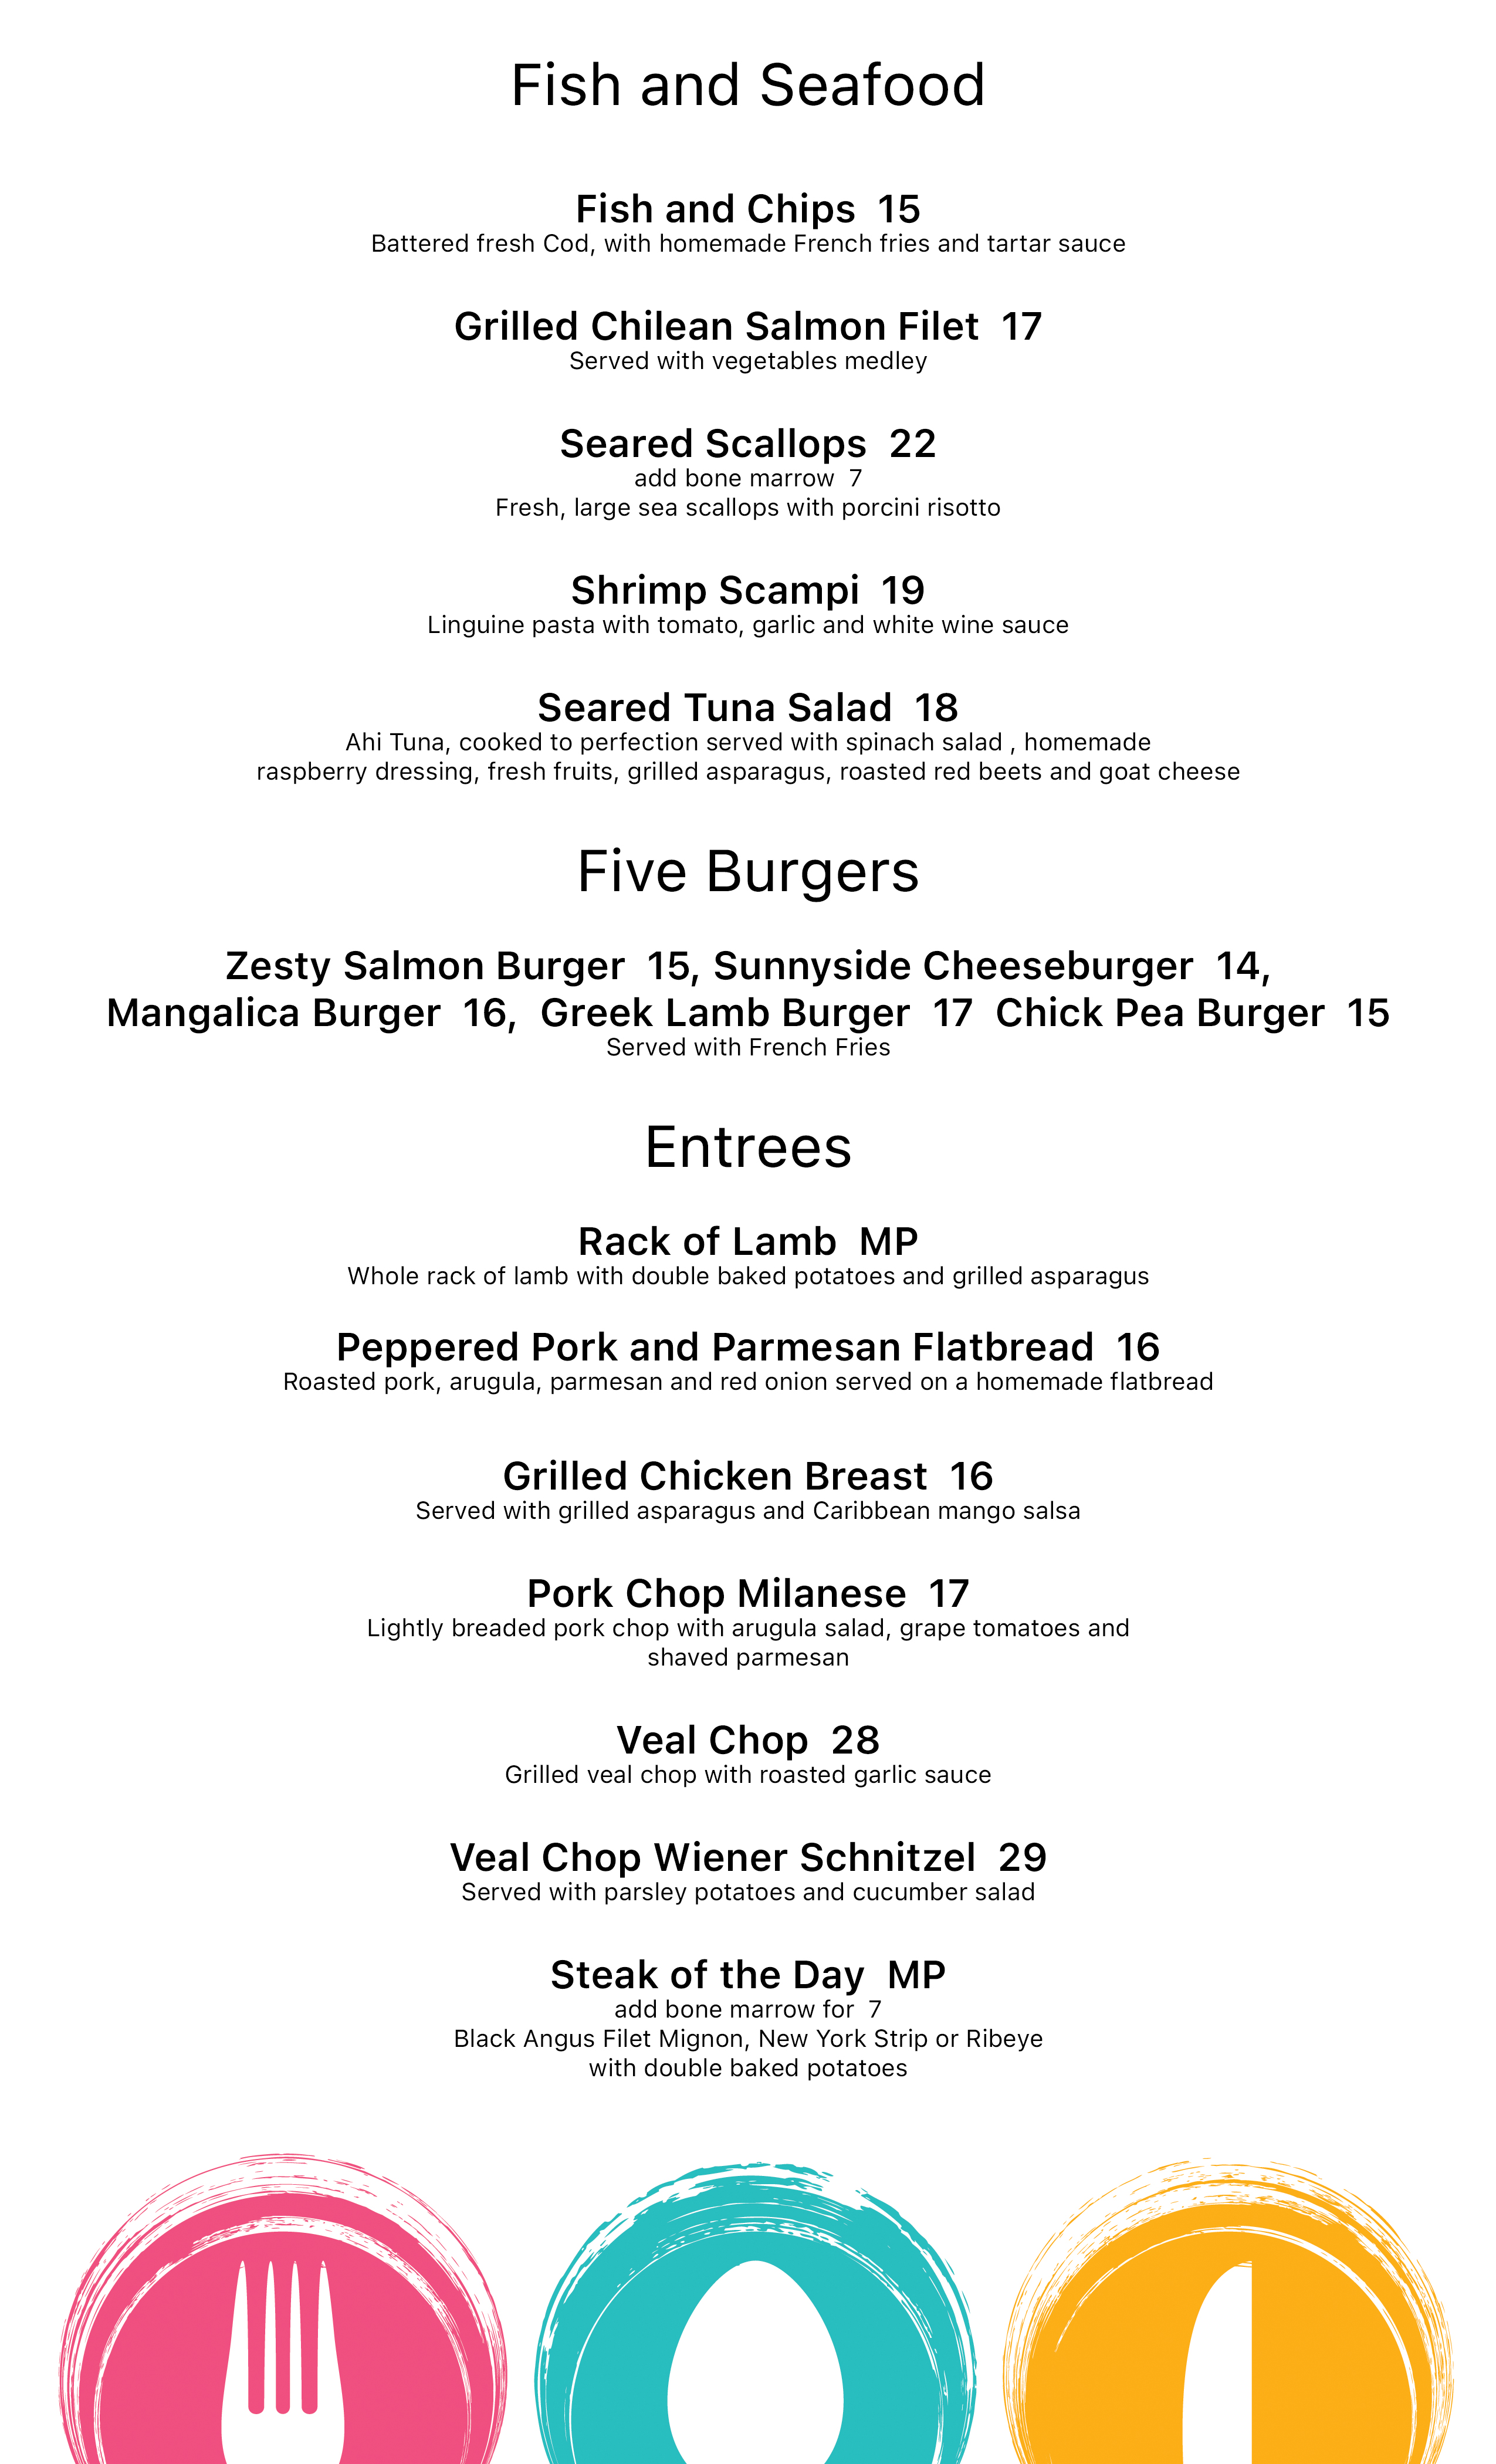 Fish and Seafood
Fish and Chips  15
Battered fresh Cod, with homemade French fries and tartar sauce
Grilled Chilean Salmon Filet  17
Served with vegetables medley
Seared Scallops  22
add bone marrow  7
Fresh, large sea scallops with porcini risotto
Shrimp Scampi  19
Linguine pasta with tomato, garlic and white wine sauce
Seared Tuna Salad  18
Ahi Tuna, cooked to perfection served with spinach salad , homemade
raspberry dressing, fresh fruits, grilled asparagus, roasted red beets and goat cheese
Five Burgers
Zesty Salmon Burger  15, Sunnyside Cheeseburger  14,
Mangalica Burger  16,  Greek Lamb Burger  17  Chick Pea Burger  15
Served with French Fries
Entrees
Rack of Lamb  MP
Whole rack of lamb with double baked potatoes and grilled asparagus
Peppered Pork and Parmesan Flatbread  16
Roasted pork, arugula, parmesan and red onion served on a homemade flatbread
Grilled Chicken Breast  16
Served with grilled asparagus and Caribbean mango salsa
Pork Chop Milanese  17
Lightly breaded pork chop with arugula salad, grape tomatoes and
shaved parmesan
Veal Chop  28
Grilled veal chop with roasted garlic sauce
Veal Chop Wiener Schnitzel  29
Served with parsley potatoes and cucumber salad
Steak of the Day  MP
add bone marrow for  7
Black Angus Filet Mignon, New York Strip or Ribeye
with double baked potatoes